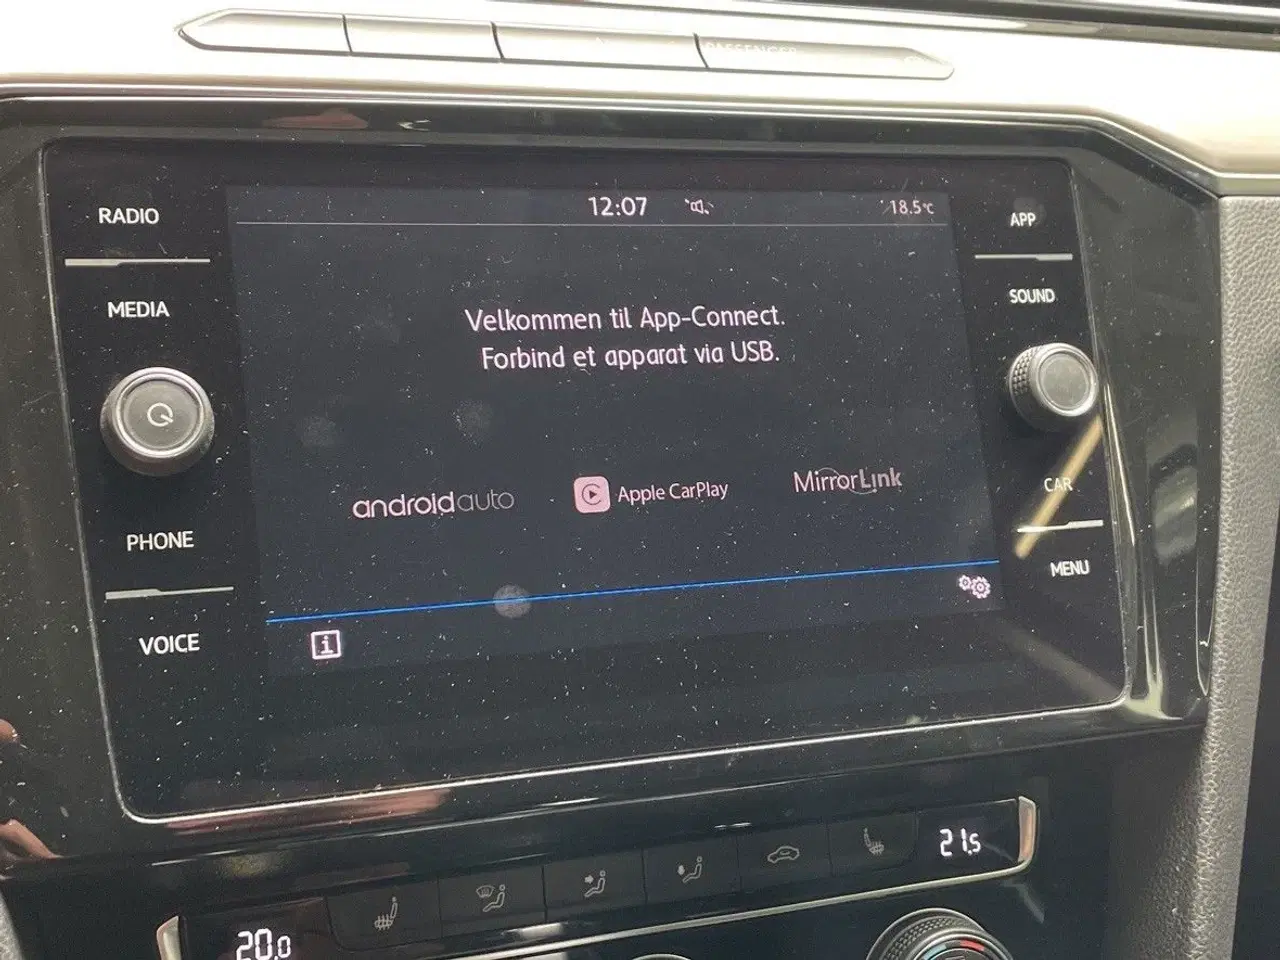 PASSENGER
RADIO
MEDIA
PHONE
VOICE
12:07
18.5°C
Velkommen til App-Connect.
Forbind et apparat via USB.
androidauto
Apple CarPlay
MirrorLink
i
APP
SOUND
CAR
MENU
20.0
21.5